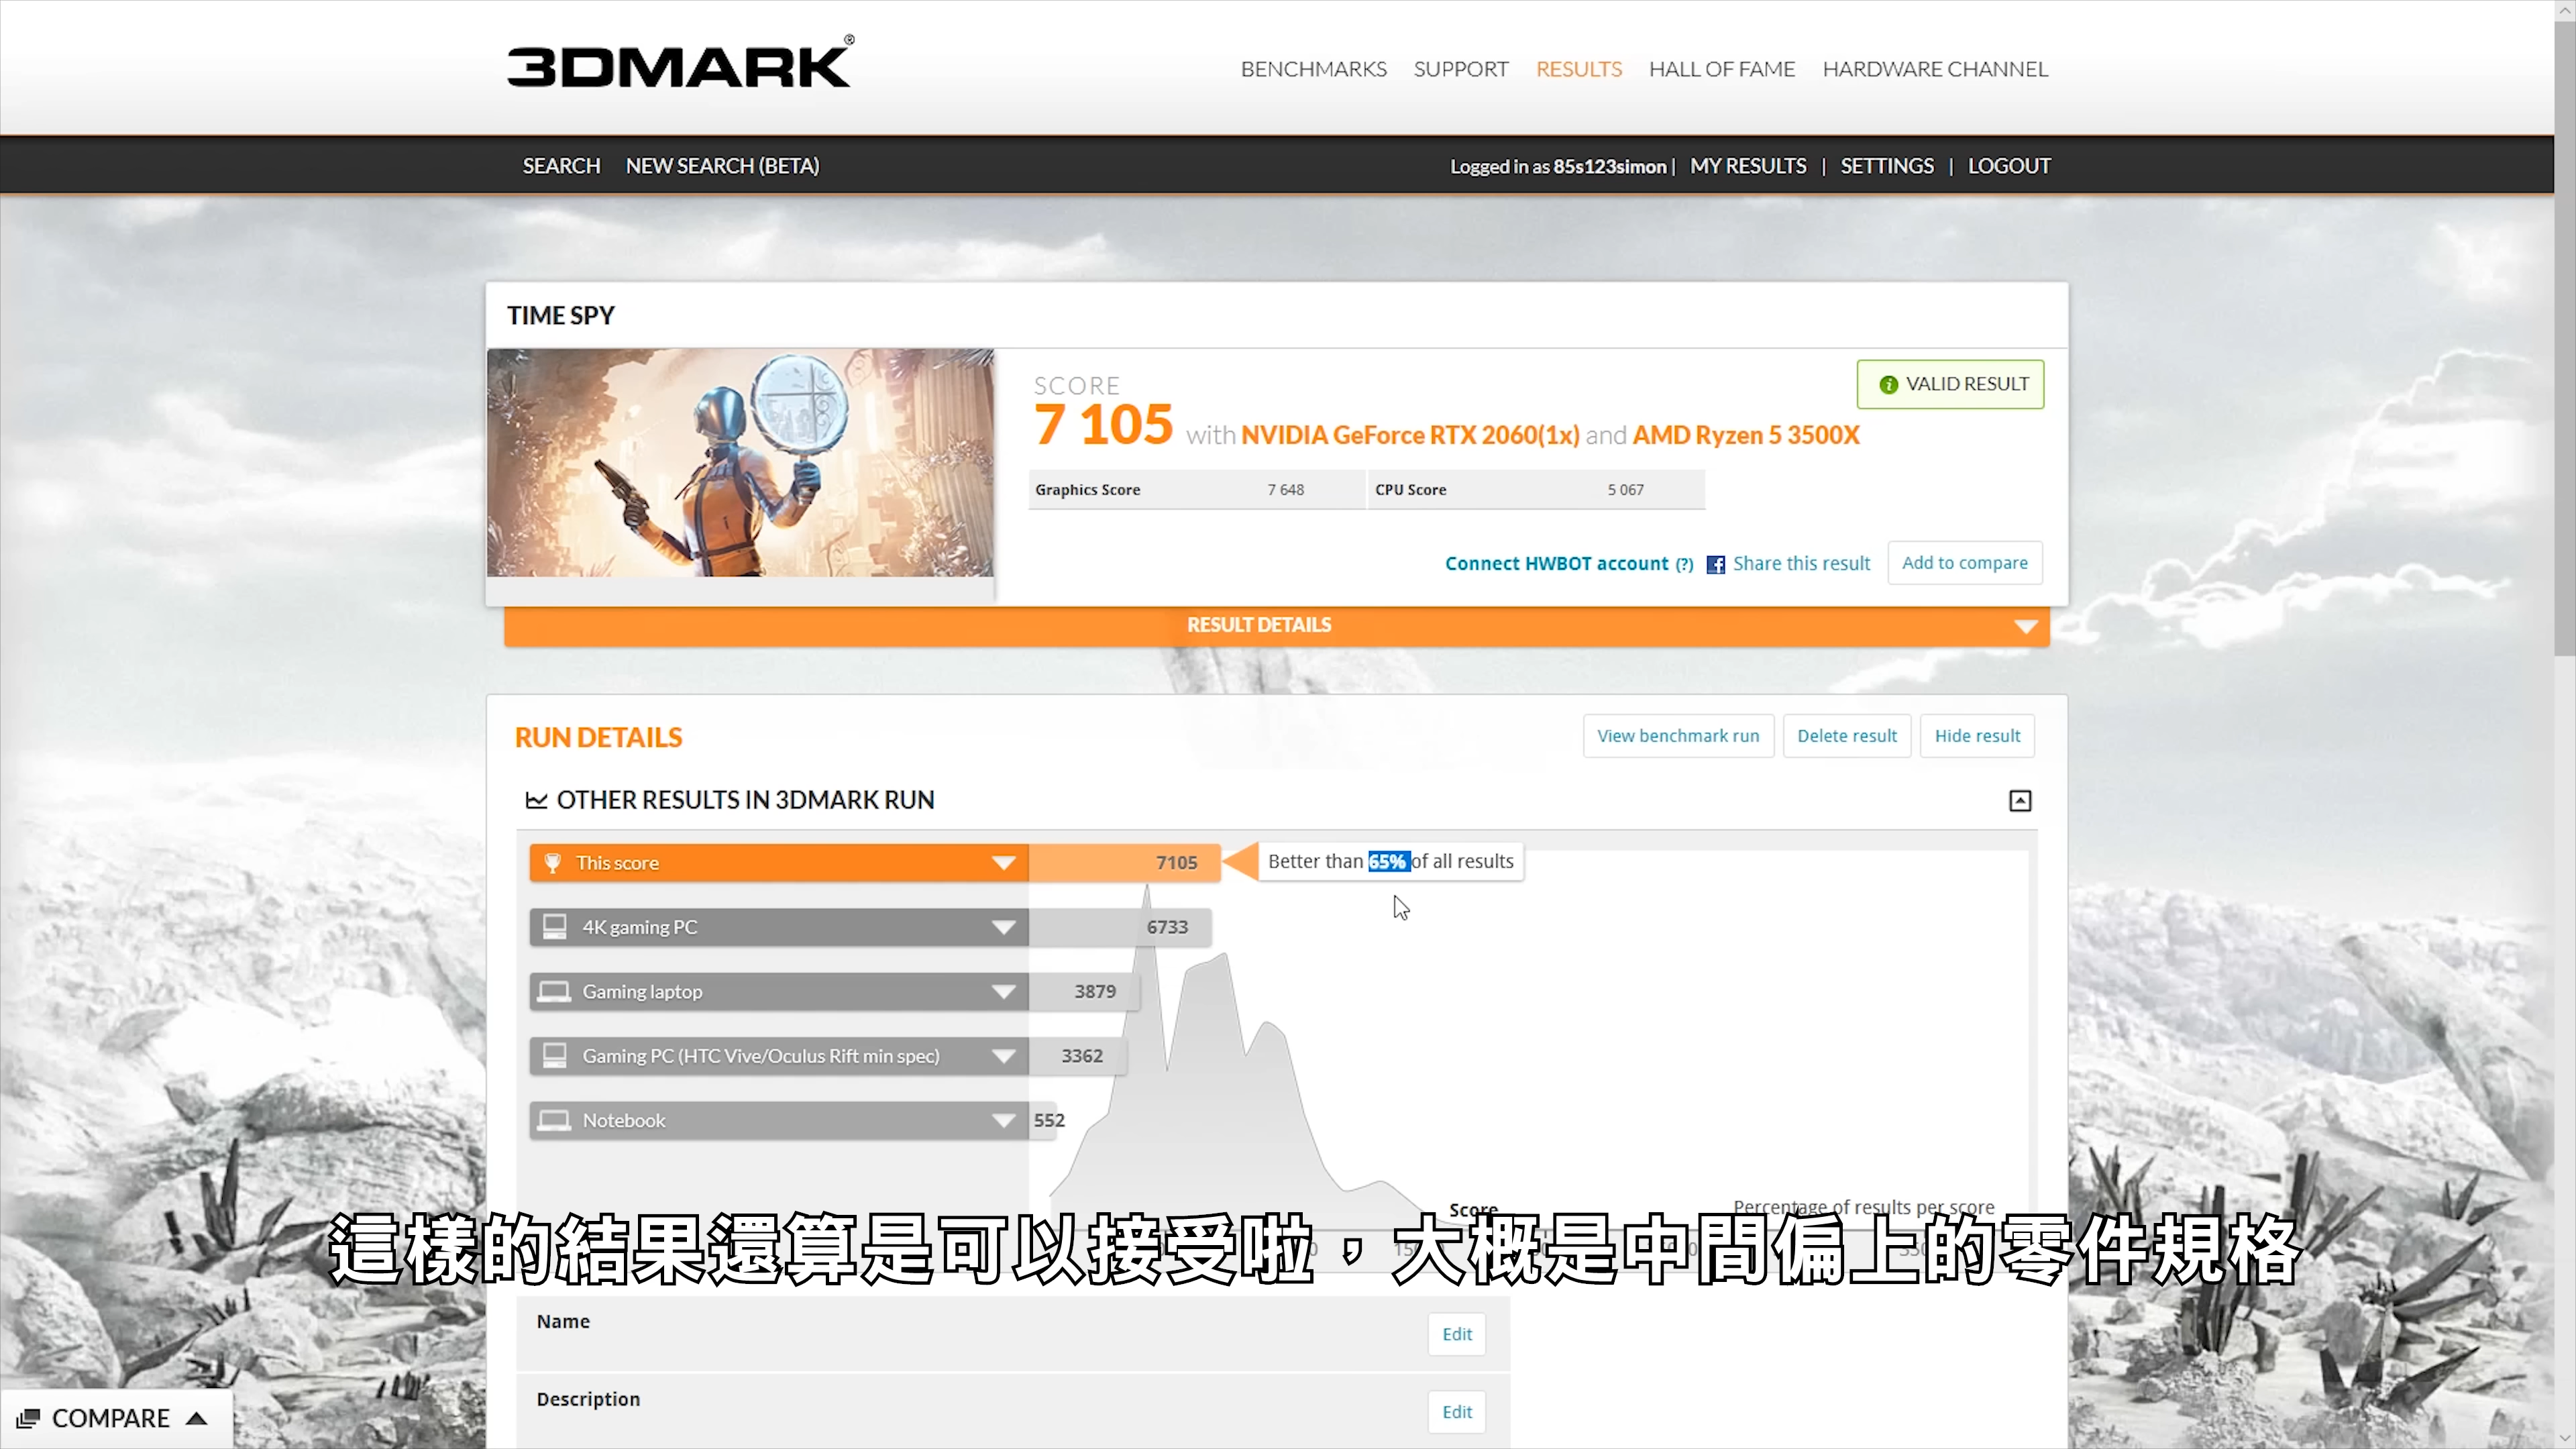 3DMARK®
BENCHMARKS SUPPORT RESULTS HALL OF FAME HARDWARE CHANNEL
SEARCH NEW SEARCH (BETA) Logged in as 85s123simon | MY RESULTS | SETTINGS | LOGOUT
TIME SPY
VALID RESULT
SCORE
7 105 with NVIDIA GeForce RTX 2060(1x) and AMD Ryzen 5 3500X
Graphics Score 7 648 CPU Score 5 067
Connect HWBOT account (?) Share this result Add to compare
RESULT DETAILS
RUN DETAILS View benchmark run Delete result Hide result
OTHER RESULTS IN 3DMARK RUN
This score 7105 Better than 65% of all results
4K gaming PC 6733
Gaming laptop 3879
Gaming PC (HTC Vive/Oculus Rift min spec) 3362
Notebook 552
Score Percentage of results per score
這樣的結果還算是可以接受啦，大概是中間偏上的零件規格
Name Edit
Description Edit
COMPARE